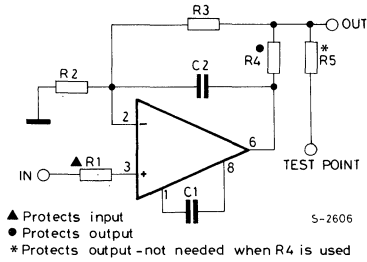 R3
OUT
R2
C2
R4
R5
*
2
6
IN
R1
3
8
TEST POINT
1
C1
▲ Protects input
S-2606
● Protects output
* Protects output-not needed when R4 is used